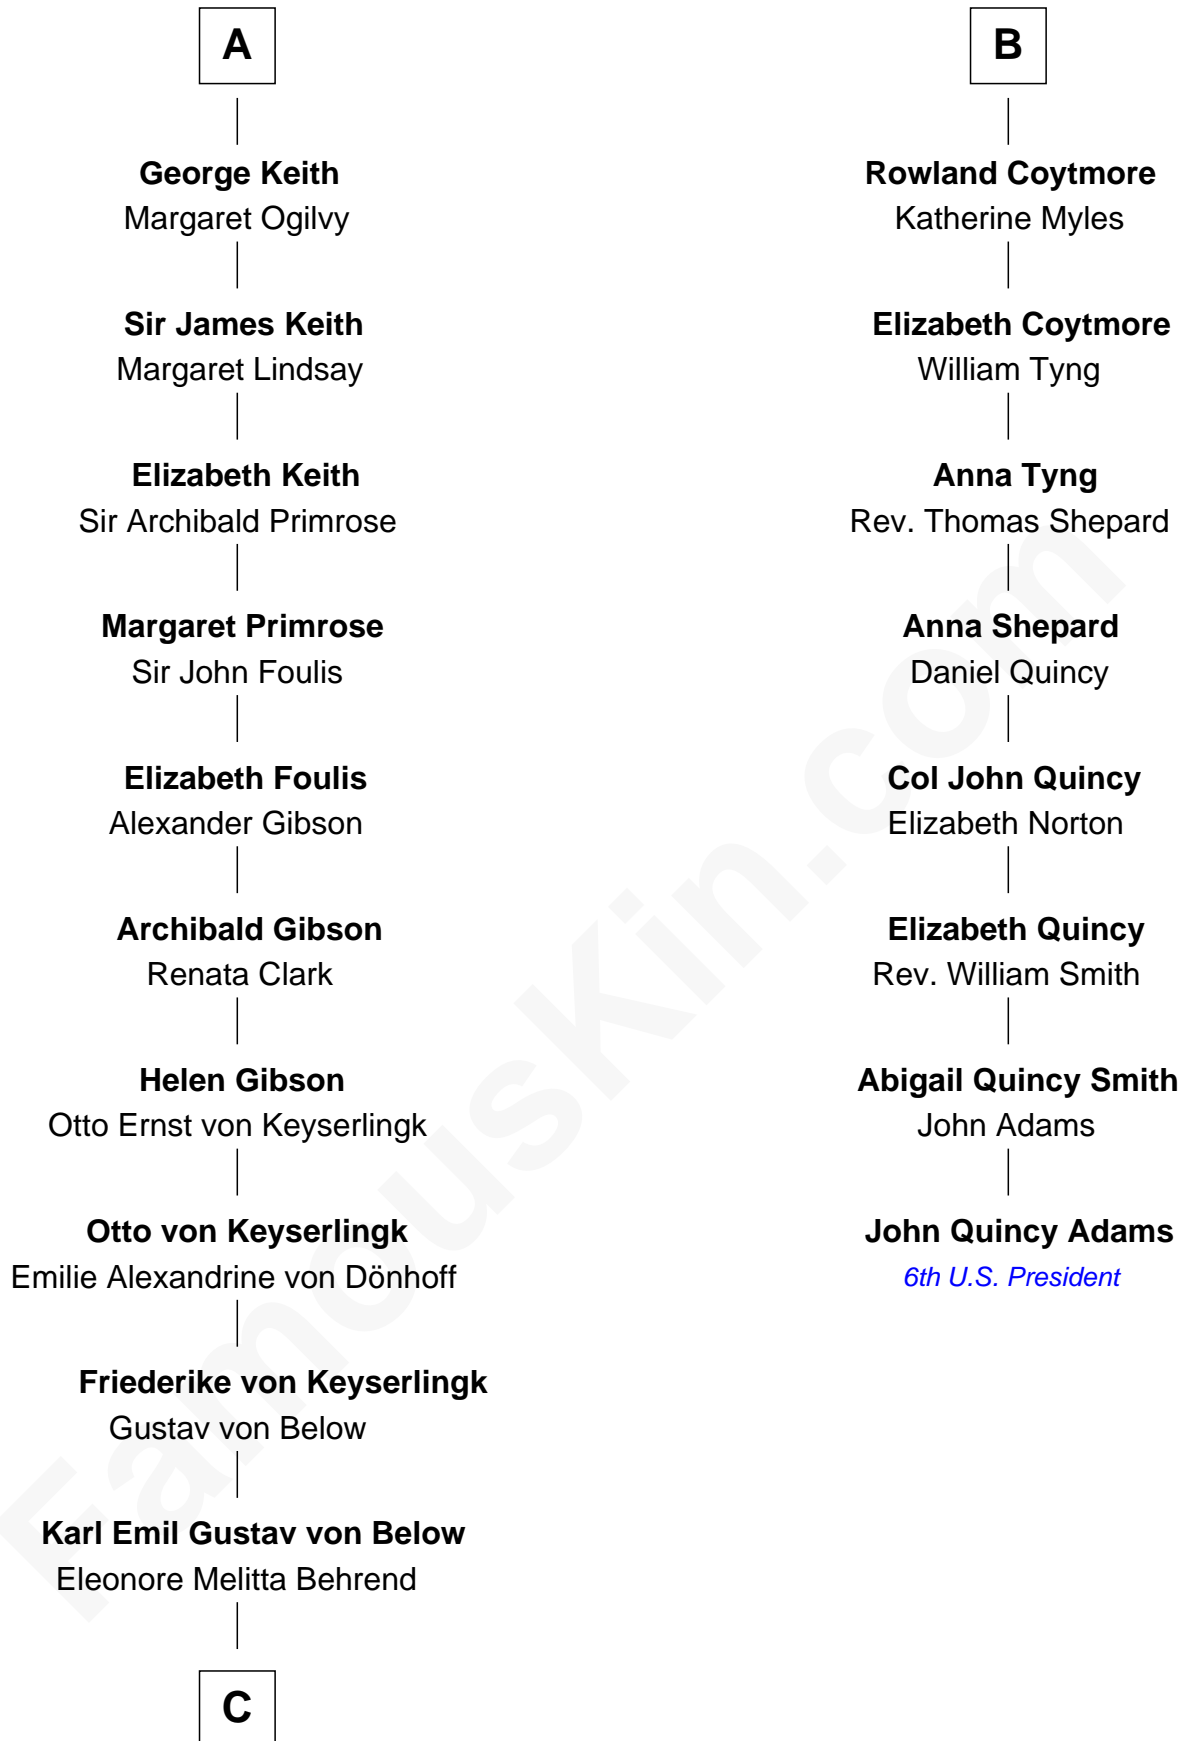 A
George Keith
Margaret Ogilvy
Sir James Keith
Margaret Lindsay
Elizabeth Keith
Sir Archibald Primrose
Margaret Primrose
Sir John Foulis
Elizabeth Foulis
Alexander Gibson
Archibald Gibson
Renata Clark
Helen Gibson
Otto Ernst von Keyserlingk
Otto von Keyserlingk
Emilie Alexandrine von Dönhoff
Friederike von Keyserlingk
Gustav von Below
Karl Emil Gustav von Below
Eleonore Melitta Behrend
C
B
Rowland Coytmore
Katherine Myles
Elizabeth Coytmore
William Tyng
Anna Tyng
Rev. Thomas Shepard
Anna Shepard
Daniel Quincy
Col John Quincy
Elizabeth Norton
Elizabeth Quincy
Rev. William Smith
Abigail Quincy Smith
John Adams
John Quincy Adams
6th U.S. President
FamousKin.com